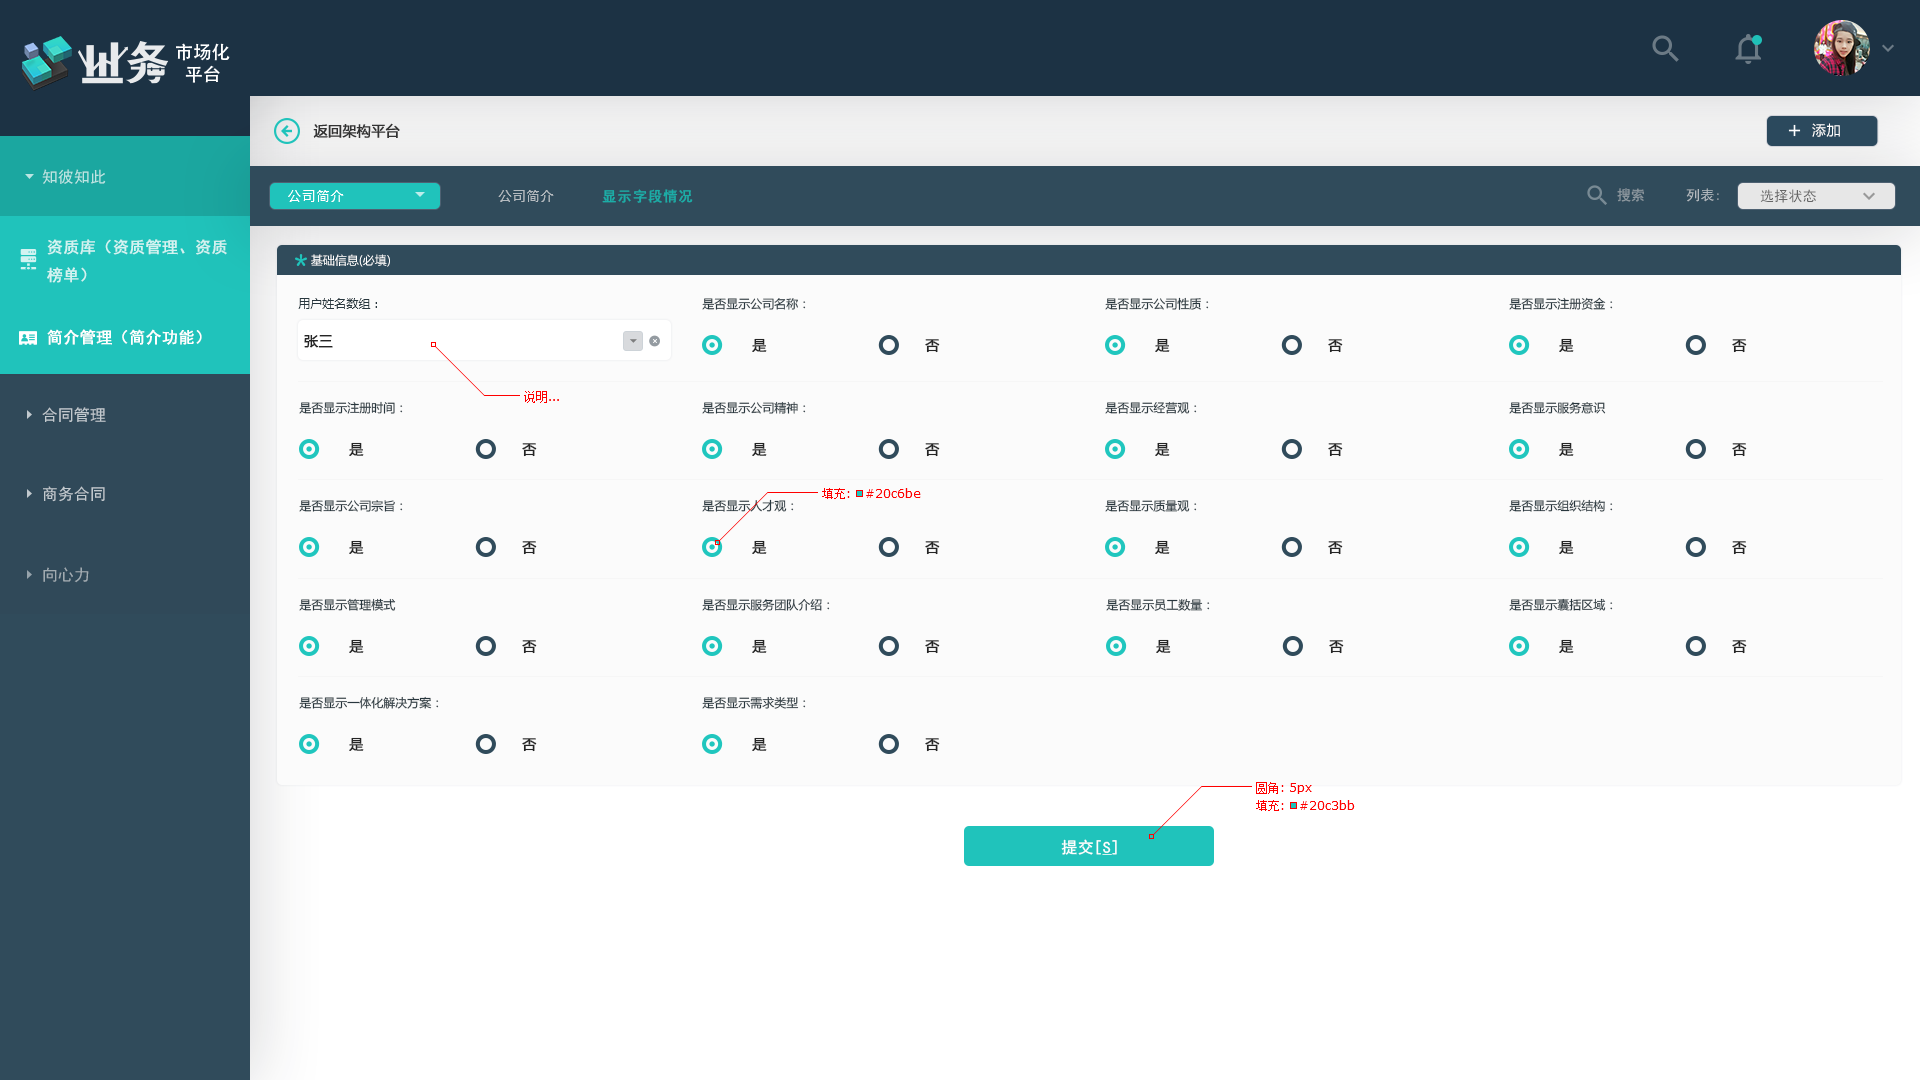 业务 市场化
平台
返回架构平台
+ 添加
知彼知此
资质库（资质管理、资质
榜单）
简介管理（简介功能）
合同管理
商务合同
向心力
公司简介 公司简介 显示字段情况 搜索 列表： 选择状态
基础信息(必填)
用户姓名数组： 是否显示公司名称： 是否显示公司性质： 是否显示注册资金：
张三 是 否 是 否 是 否
说明...
是否显示注册时间： 是否显示公司精神： 是否显示经营观： 是否显示服务意识
是 否 是 否 是 否 是 否
填充: #20c6be
是否显示公司宗旨： 是否显示人才观： 是否显示质量观： 是否显示组织结构：
是 否 是 否 是 否 是 否
是否显示管理模式 是否显示服务团队介绍： 是否显示员工数量： 是否显示囊括区域：
是 否 是 否 是 否 是 否
是否显示一体化解决方案： 是否显示需求类型：
是 否 是 否
圆角: 5px
填充: #20c3bb
提交[S]